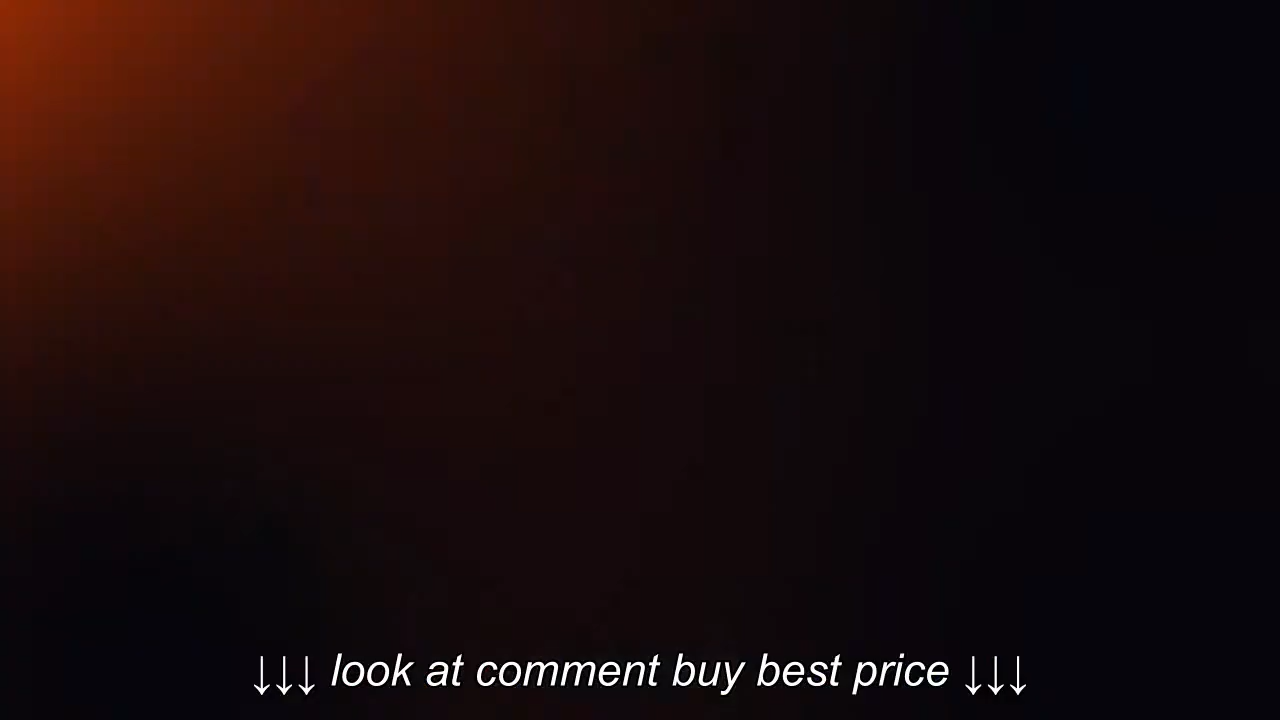 ↓↓↓ look at comment buy best price ↓↓↓